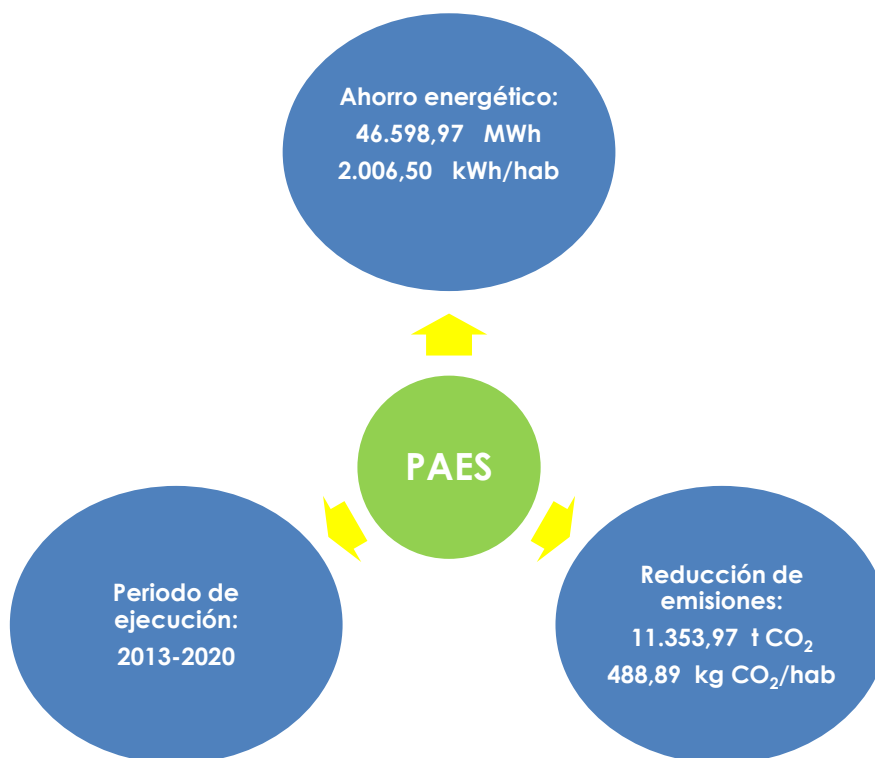 Ahorro energético:
46.598,97 MWh
2.006,50 kWh/hab
PAES
Periodo de
ejecución:
2013-2020
Reducción de
emisiones:
11.353,97 t CO₂
488,89 kg CO₂/hab